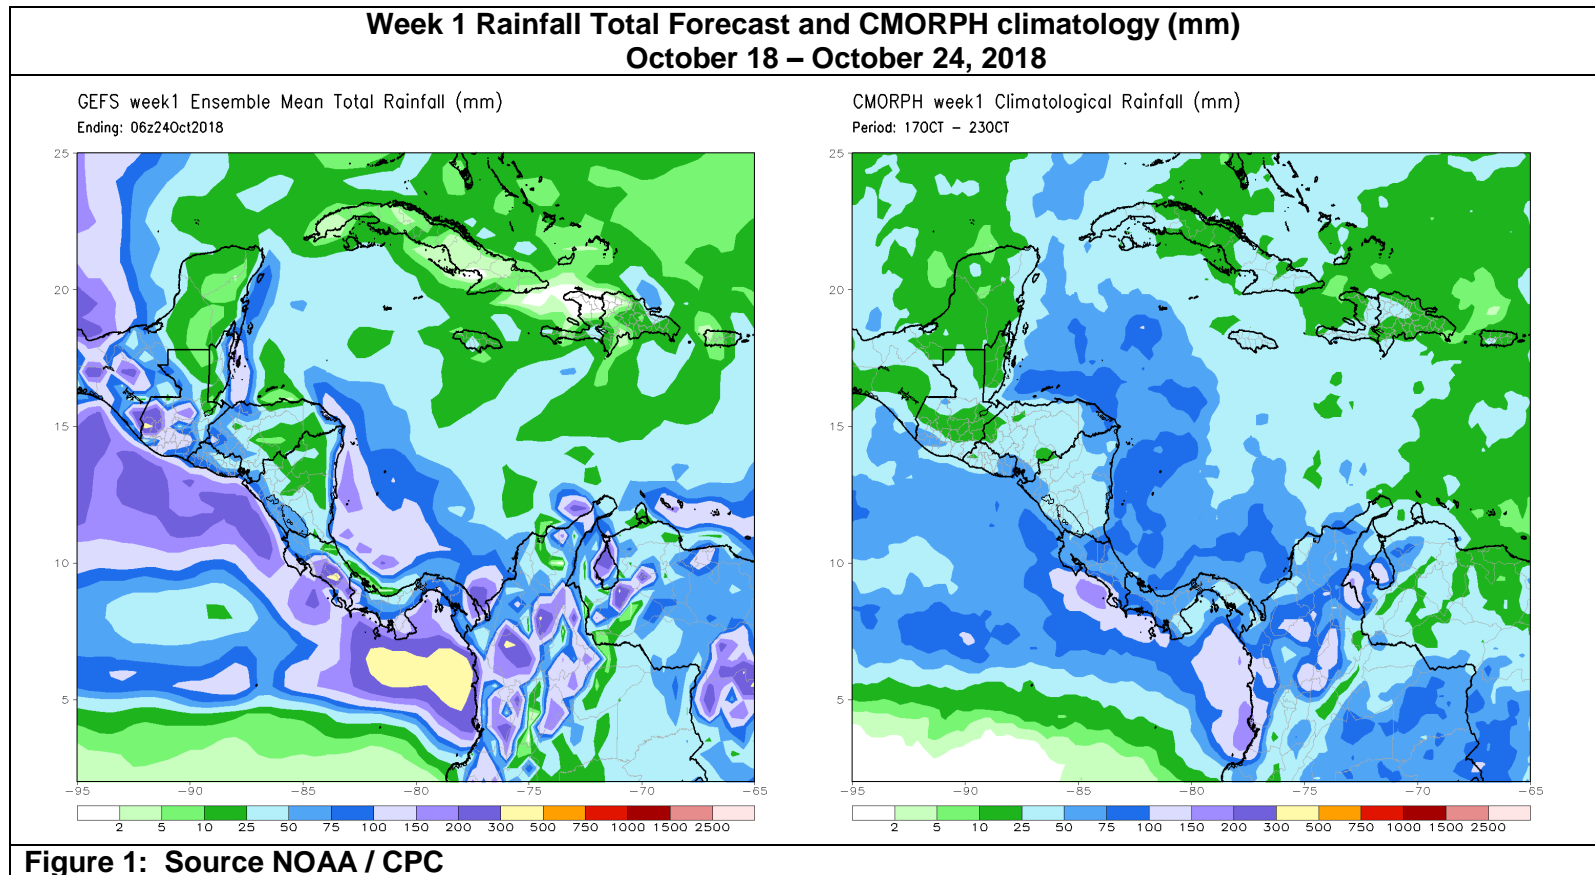 Week 1 Rainfall Total Forecast and CMORPH climatology (mm)
October 18 – October 24, 2018
GEFS week1 Ensemble Mean Total Rainfall (mm)
Ending: 06z24Oct2018
25
20
15
10
5
-95 -90 -85 -80 -75 -70 -65
2 5 10 25 50 75 100 150 200 300 500 750 1000 1500 2500
CMORPH week1 Climatological Rainfall (mm)
Period: 17OCT - 23OCT
25
20
15
10
5
-95 -90 -85 -80 -75 -70 -65
2 5 10 25 50 75 100 150 200 300 500 750 1000 1500 2500
Figure 1: Source NOAA / CPC